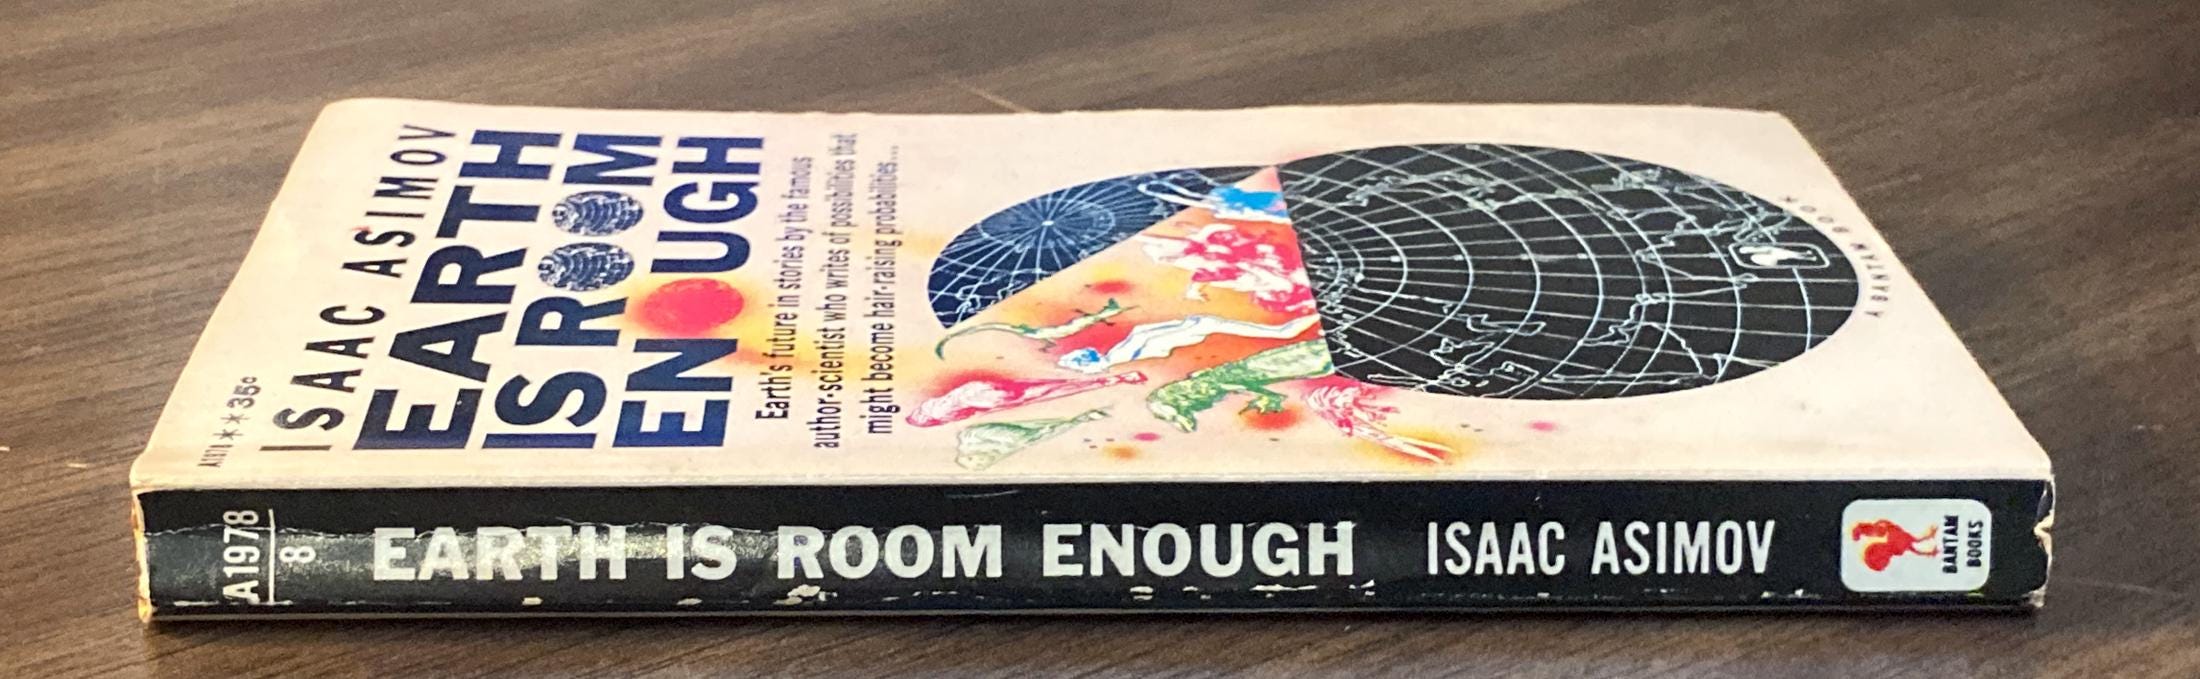 A1978✶✶35¢
ISAAC ASIMOV
EARTH
IS ROOM
ENOUGH
Earth's future in stories by the famous
author-scientist who writes of possibilities that
might become hair-raising probabilities...
A BANTAM BOOK
A1978
8
EARTH IS ROOM ENOUGH
ISAAC ASIMOV
BANTAM
BOOKS